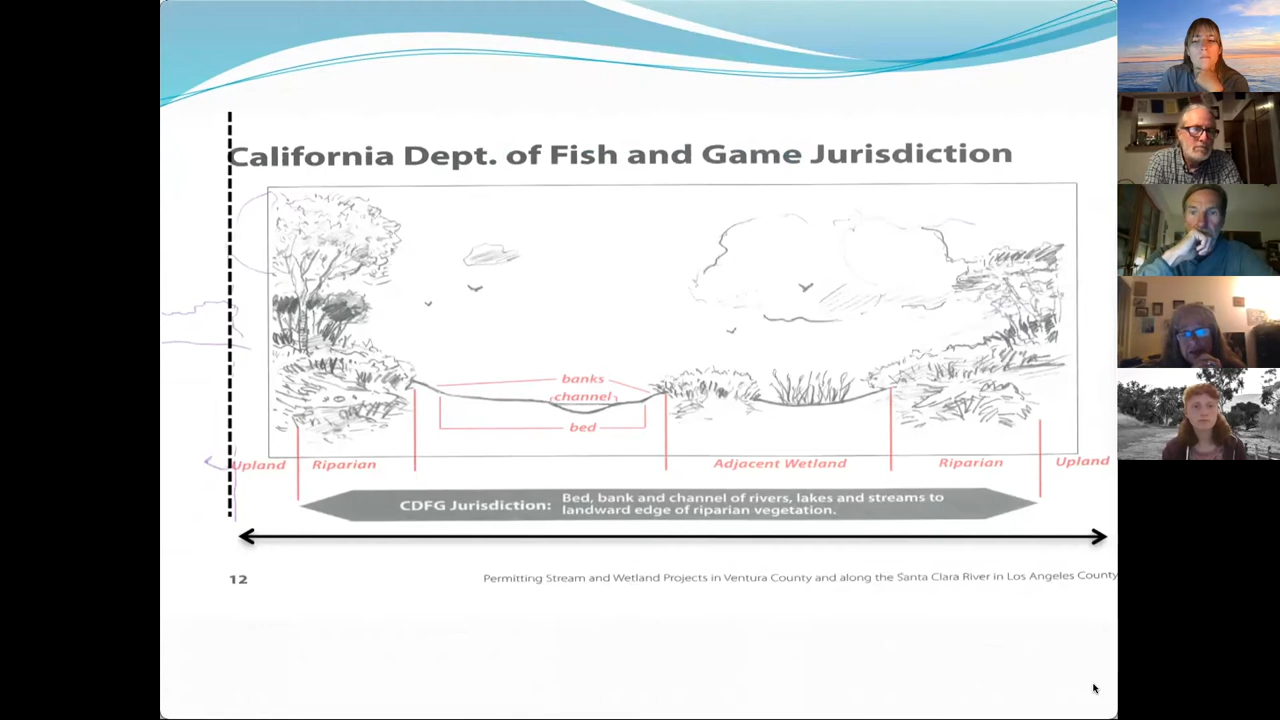 California Dept. of Fish and Game Jurisdiction
banks
channel
bed
Upland Riparian Adjacent Wetland Riparian Upland
CDFG Jurisdiction: Bed, bank and channel of rivers, lakes and streams to
landward edge of riparian vegetation.
12 Permitting Stream and Wetland Projects in Ventura County and along the Santa Clara River in Los Angeles County